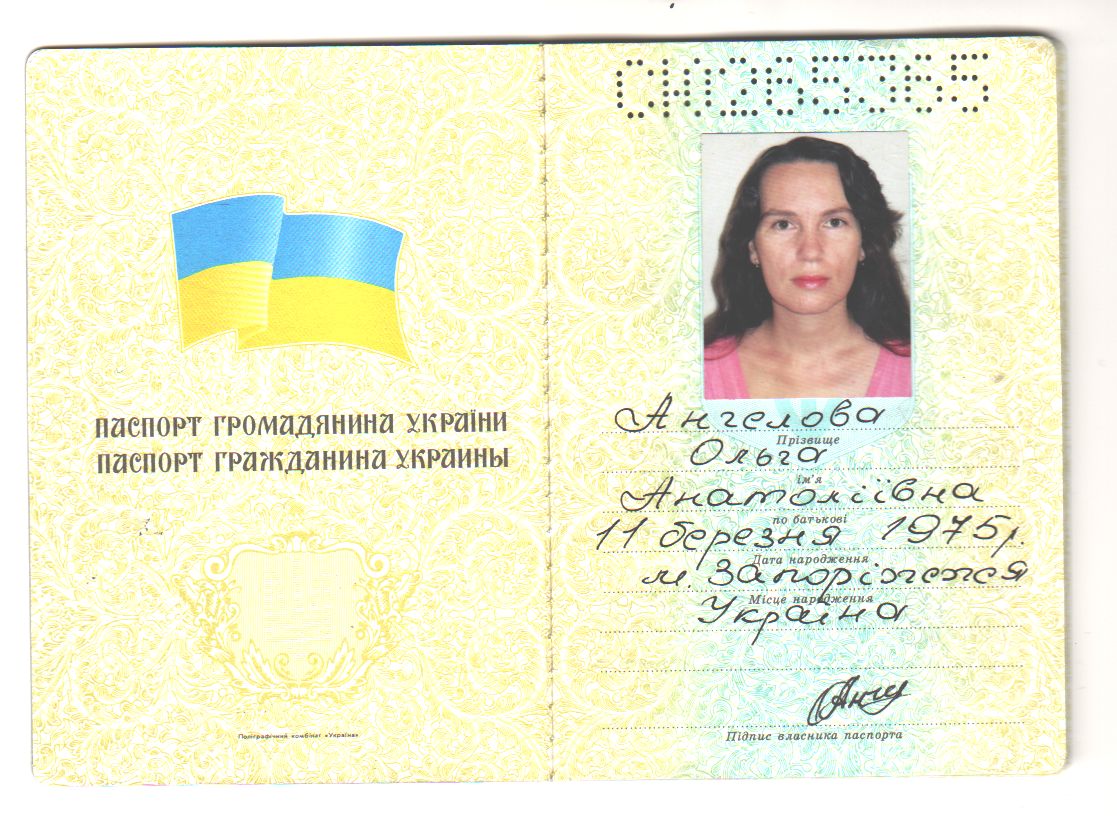 ПАСПОРТ ГРОМАДЯНИНА УКРАЇНИ
ПАСПОРТ ГРАЖДАНИНА УКРАИНЫ
Поліграфічний комбінат «Україна»
СН265365
Ангелова
Прізвище
Ольга
ім'я
Анатоліївна
по батькові
11 березня 1975 р.
Дата народження
м. Запоріжжя
Місце народження
Україна
Підпис власника паспорта